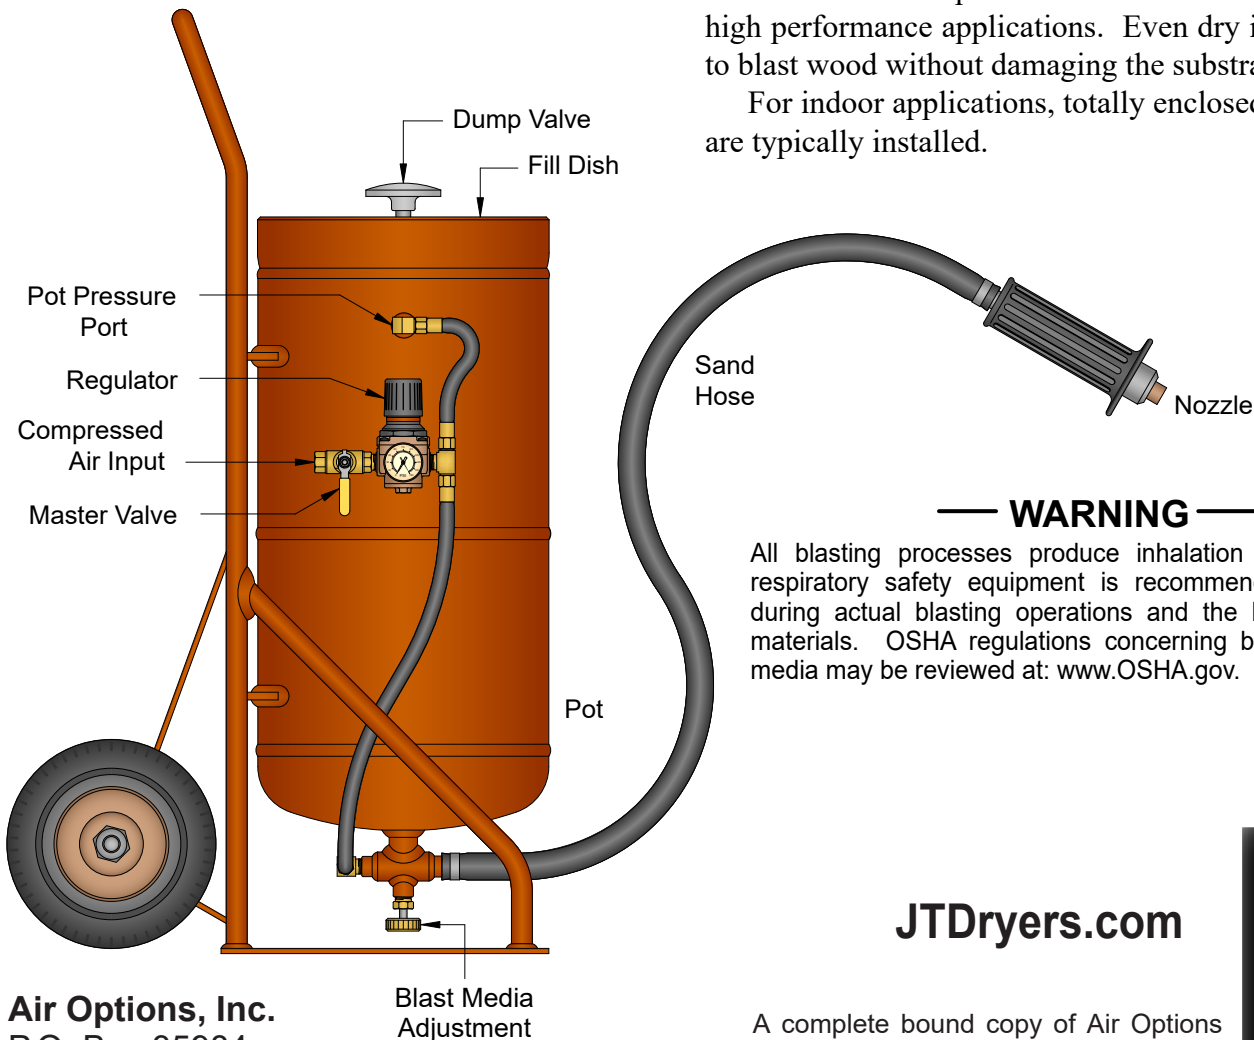 high performance applications. Even dry i
to blast wood without damaging the substra
For indoor applications, totally enclosed
are typically installed.
Dump Valve
Fill Dish
Pot Pressure
Port
Regulator
Compressed
Air Input
Master Valve
Sand
Hose
Nozzle
WARNING
All blasting processes produce inhalation
respiratory safety equipment is recommen
during actual blasting operations and the
materials. OSHA regulations concerning b
media may be reviewed at: www.OSHA.gov.
Pot
JTDryers.com
Blast Media
Adjustment
Air Options, Inc.
A complete bound copy of Air Options